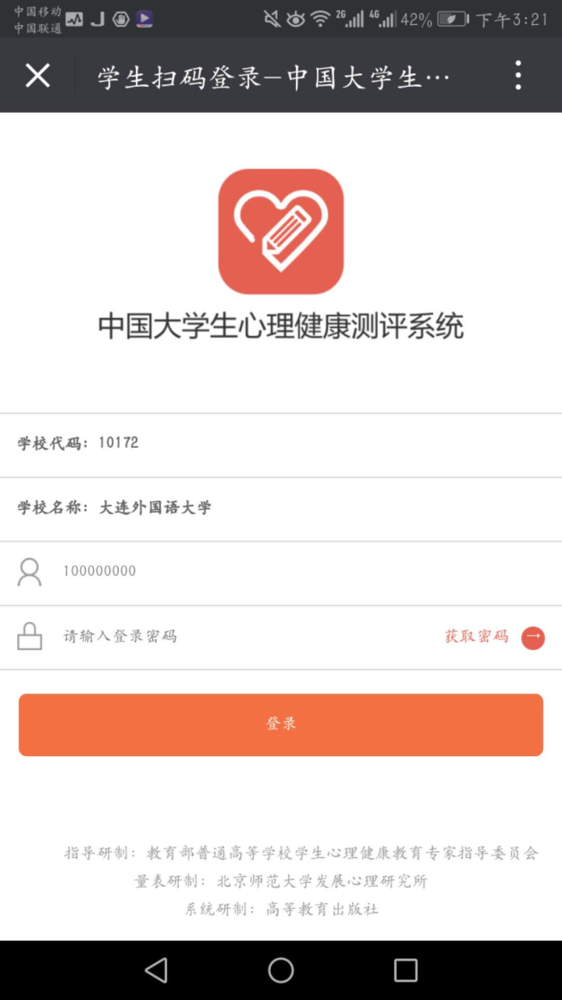 中国移动
中国联通
2G 4G 42% 下午3:21
学生扫码登录-中国大学生…
中国大学生心理健康测评系统
学校代码：10172
学校名称：大连外国语大学
100000000
请输入登录密码 获取密码
登录
指导研制：教育部普通高等学校学生心理健康教育专家指导委员会
量表研制：北京师范大学发展心理研究所
系统研制：高等教育出版社